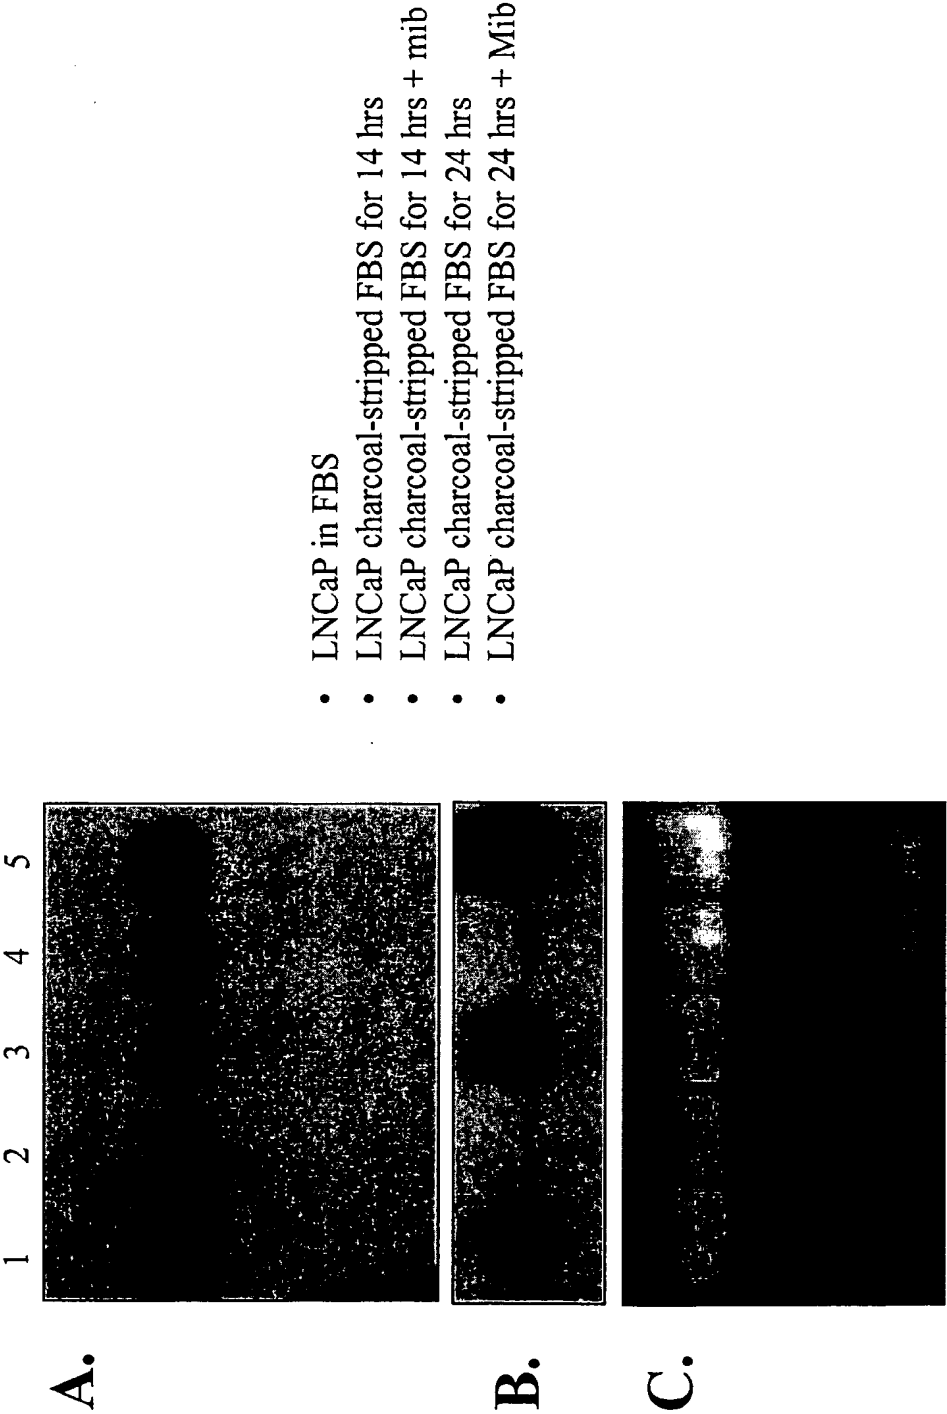 A.
B.
C.
1 2 3 4 5
• LNCaP in FBS
• LNCaP charcoal-stripped FBS for 14 hrs
• LNCaP charcoal-stripped FBS for 14 hrs + mib
• LNCaP charcoal-stripped FBS for 24 hrs
• LNCaP charcoal-stripped FBS for 24 hrs + Mib